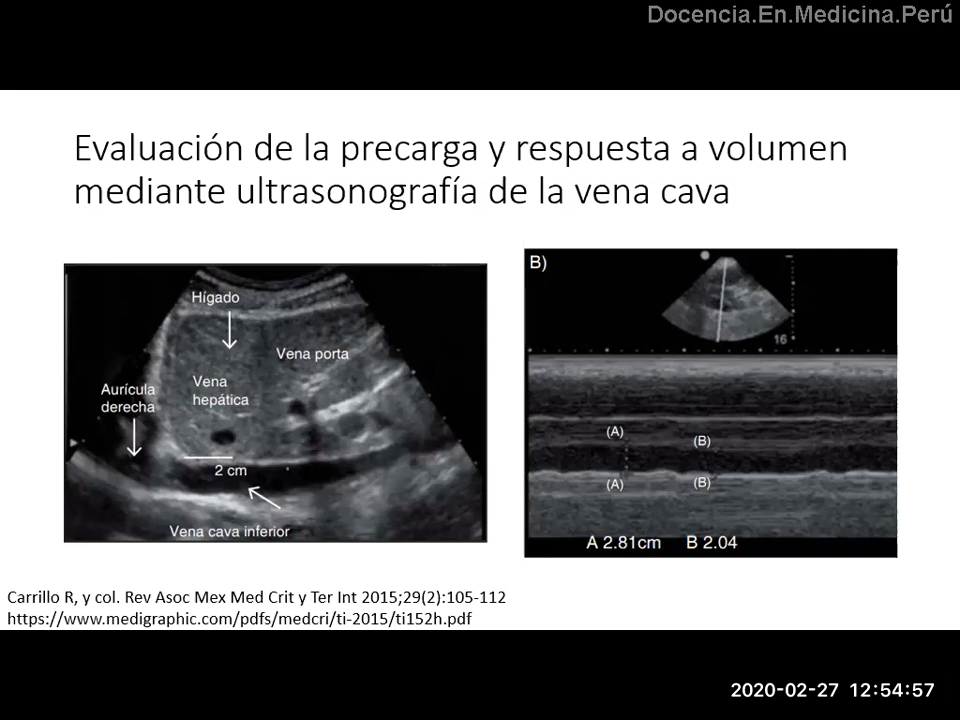 Docencia.En.Medicina.Perú
Evaluación de la precarga y respuesta a volumen
mediante ultrasonografía de la vena cava
Hígado
Vena porta
Vena
hepática
Aurícula
derecha
2 cm
Vena cava inferior
B)
16
(A)
(B)
(A)
(B)
A 2.81cm B 2.04
Carrillo R, y col. Rev Asoc Mex Med Crit y Ter Int 2015;29(2):105-112
https://www.medigraphic.com/pdfs/medcri/ti-2015/ti152h.pdf
2020-02-27 12:54:57